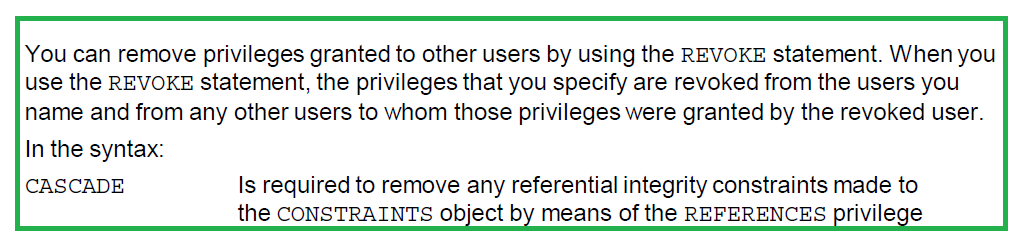 You can remove privileges granted to other users by using the REVOKE statement. When you
use the REVOKE statement, the privileges that you specify are revoked from the users you
name and from any other users to whom those privileges were granted by the revoked user.
In the syntax:
CASCADE Is required to remove any referential integrity constraints made to
the CONSTRAINTS object by means of the REFERENCES privilege